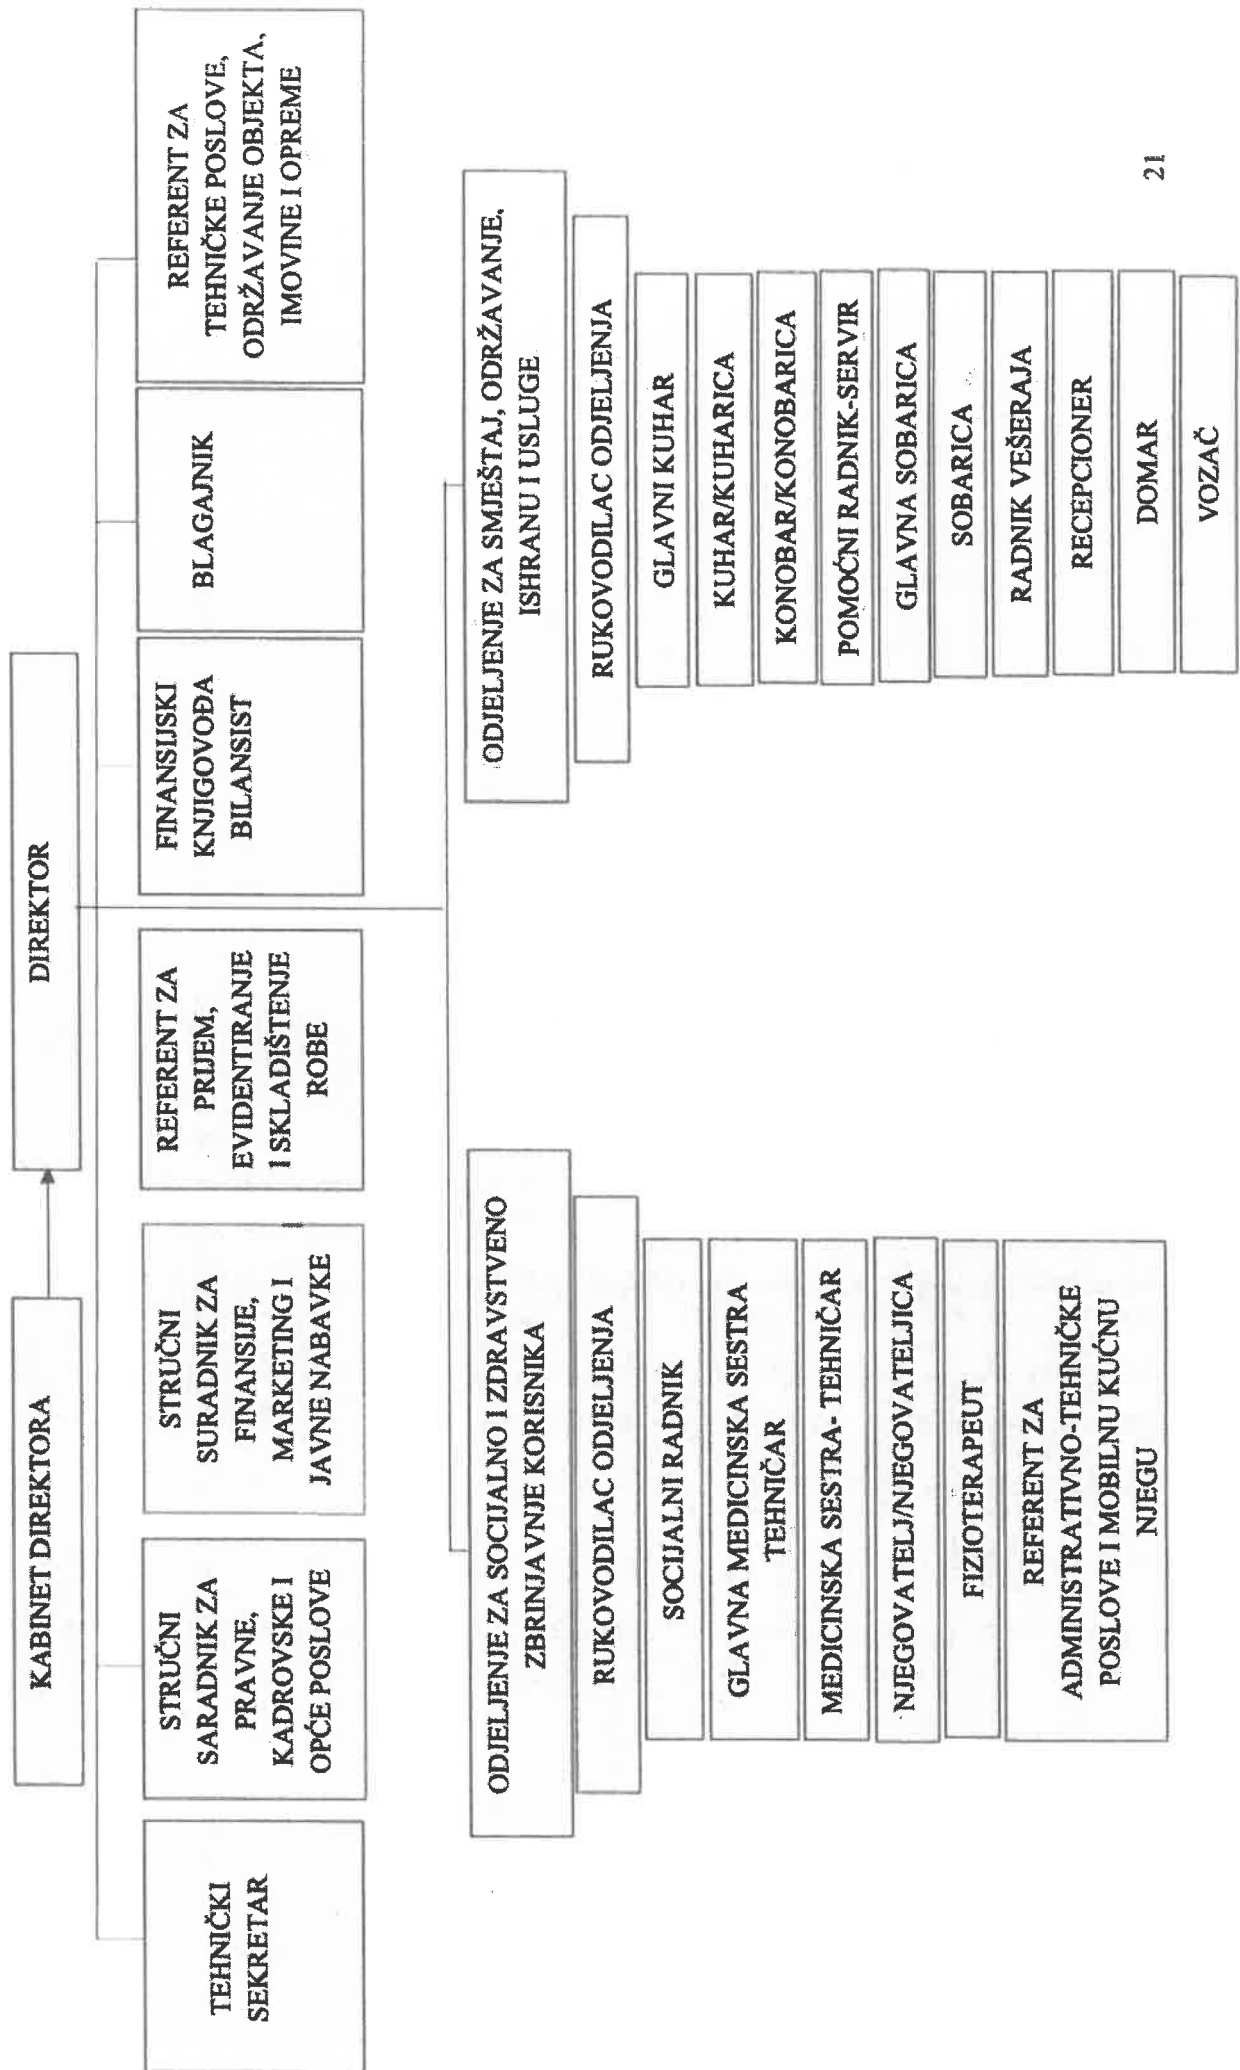 KABINET DIREKTORA
DIREKTOR
TEHNIČKI
SEKRETAR
STRUČNI
SARADNIK ZA
PRAVNE,
KADROVSKE I
OPĆE POSLOVE
STRUČNI
SURADNIK ZA
FINANSIJE,
MARKETING I
JAVNE NABAVKE
REFERENT ZA
PRIJEM,
EVIDENTIRANJE
I SKLADIŠTENJE
ROBE
FINANSIJSKI
KNJIGOVOĐA
BILANSIST
BLAGAJNIK
REFERENT ZA
TEHNIČKE POSLOVE,
ODRŽAVANJE OBJEKTA,
IMOVINE I OPREME
ODJELJENJE ZA SOCIJALNO I ZDRAVSTVENO
ZBRINJAVNJE KORISNIKA
RUKOVODILAC ODJELJENJA
SOCIJALNI RADNIK
GLAVNA MEDICINSKA SESTRA
TEHNIČAR
MEDICINSKA SESTRA- TEHNIČAR
NJEGOVATELJ/NJEGOVATELJICA
FIZIOTERAPEUT
REFERENT ZA
ADMINISTRATIVNO-TEHNIČKE
POSLOVE I MOBILNU KUĆNU
NJEGU
ODJELJENJE ZA SMJEŠTAJ, ODRŽAVANJE,
ISHRANU I USLUGE
RUKOVODILAC ODJELJENJA
GLAVNI KUHAR
KUHAR/KUHARICA
KONOBAR/KONOBARICA
POMOĆNI RADNIK-SERVIR
GLAVNA SOBARICA
SOBARICA
RADNIK VEŠERAJA
RECEPCIONER
DOMAR
VOZAČ
21